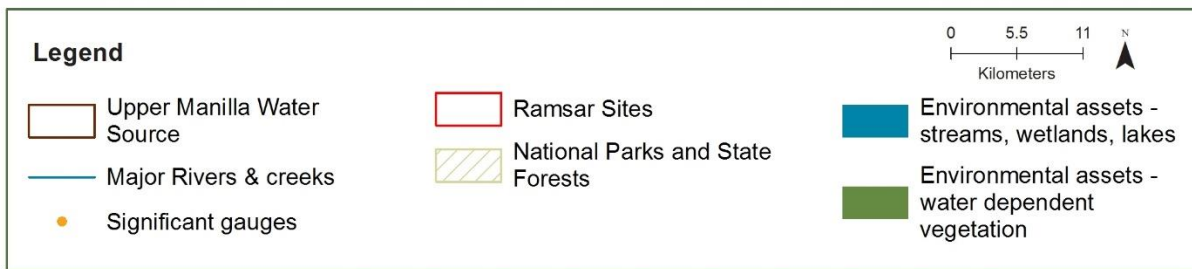 Legend
0 5.5 11
N
Kilometers
Upper Manilla Water
Source
Major Rivers & creeks
Significant gauges
Ramsar Sites
National Parks and State
Forests
Environmental assets -
streams, wetlands, lakes
Environmental assets -
water dependent
vegetation